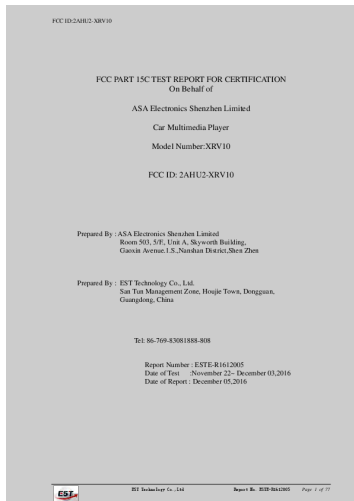 FCC ID:2AHU2-XRV10
FCC PART 15C TEST REPORT FOR CERTIFICATION
On Behalf of
ASA Electronics Shenzhen Limited
Car Multimedia Player
Model Number:XRV10
FCC ID: 2AHU2-XRV10
Prepared By : ASA Electronics Shenzhen Limited
Room 503, 5/F, Unit A, Skyworth Building,
Gaoxin Avenue.1.S.,Nanshan District,Shen Zhen
Prepared By : EST Technology Co., Ltd.
San Tun Management Zone, Houjie Town, Dongguan,
Guangdong, China
Tel: 86-769-83081888-808
Report Number : ESTE-R1612005
Date of Test :November 22~ December 03,2016
Date of Report : December 05,2016
EST EST Technology Co.,Ltd Report No. ESTE-R1612005 Page 1 of 77